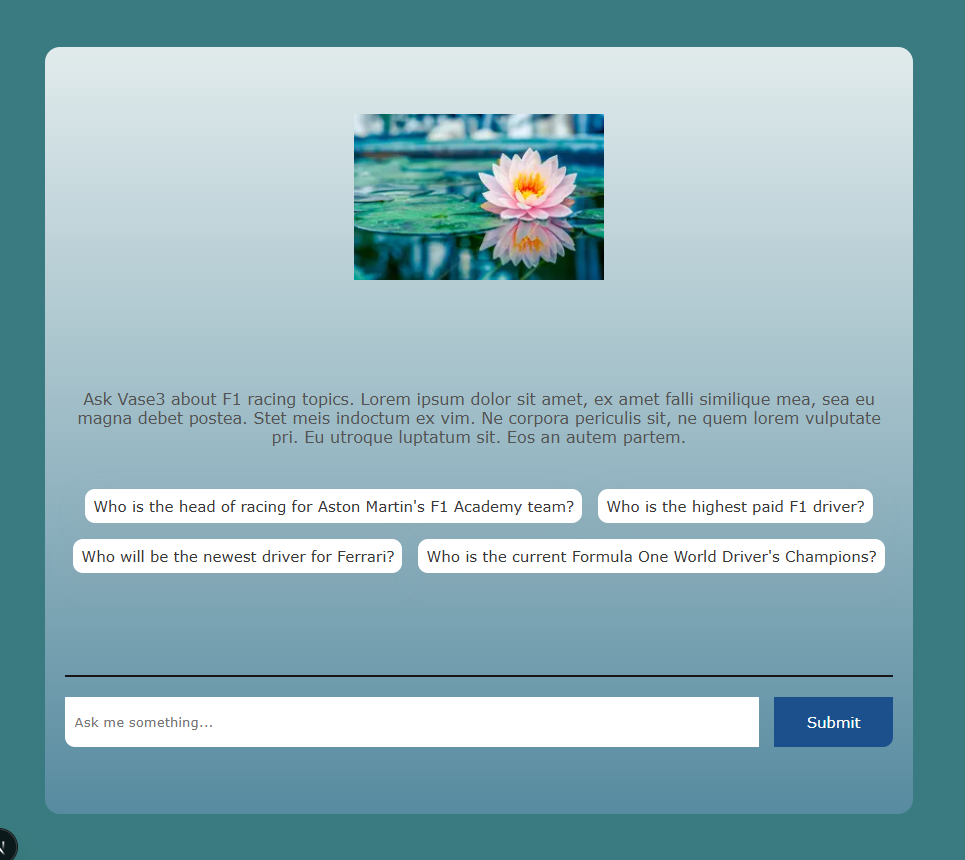 Ask Vase3 about F1 racing topics. Lorem ipsum dolor sit amet, ex amet falli similique mea, sea eu
magna debet postea. Stet meis indoctum ex vim. Ne corpora periculis sit, ne quem lorem vulputate
pri. Eu utroque luptatum sit. Eos an autem partem.
Who is the head of racing for Aston Martin's F1 Academy team?
Who is the highest paid F1 driver?
Who will be the newest driver for Ferrari?
Who is the current Formula One World Driver's Champions?
Ask me something...
Submit